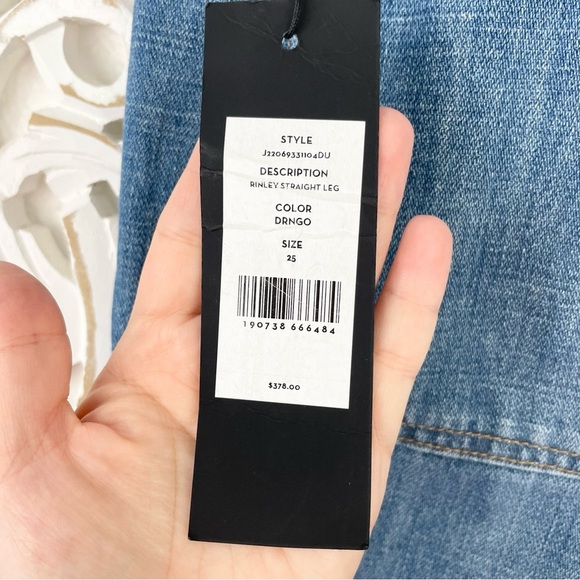 STYLE
J22069331104DU
DESCRIPTION
BINLEY STRAIGHT LEG
COLOR
DRNGO
SIZE
25
190738 666484
$378.00